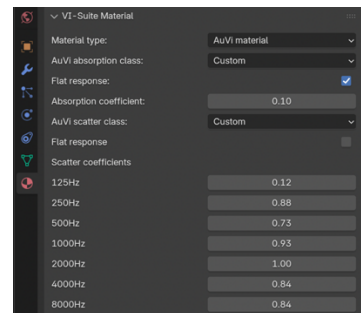 VI-Suite Material
Material type: AuVi material
AuVi absorption class: Custom
Flat response:
Absorption coefficient: 0.10
AuVi scatter class: Custom
Flat response
Scatter coefficients
125Hz 0.12
250Hz 0.88
500Hz 0.73
1000Hz 0.93
2000Hz 1.00
4000Hz 0.84
8000Hz 0.84